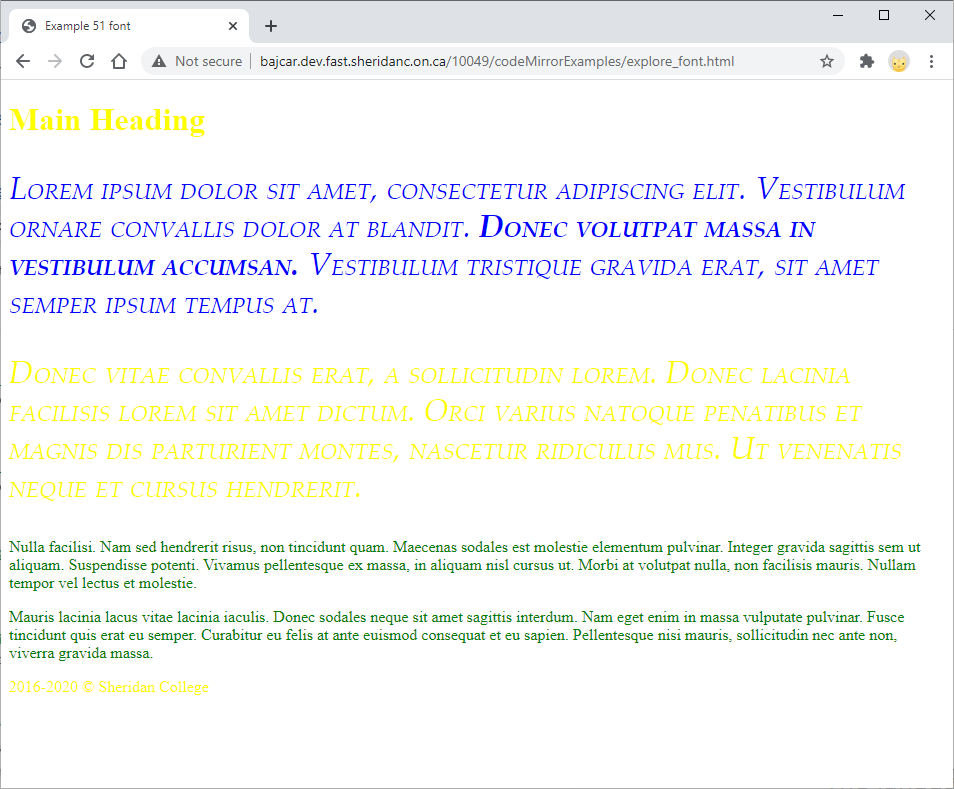 Example 51 font
Not secure | bajcar.dev.fast.sheridanc.on.ca/10049/codeMirrorExamples/explore_font.html
Main Heading
Lorem ipsum dolor sit amet, consectetur adipiscing elit. Vestibulum
ornare convallis dolor at blandit. Donec volutpat massa in
vestibulum accumsan. Vestibulum tristique gravida erat, sit amet
semper ipsum tempus at.
Donec vitae convallis erat, a sollicitudin lorem. Donec lacinia
facilisis lorem sit amet dictum. Orci varius natoque penatibus et
magnis dis parturient montes, nascetur ridiculus mus. Ut venenatis
neque et cursus hendrerit.
Nulla facilisi. Nam sed hendrerit risus, non tincidunt quam. Maecenas sodales est molestie elementum pulvinar. Integer gravida sagittis sem ut
aliquam. Suspendisse potenti. Vivamus pellentesque ex massa, in aliquam nisl cursus ut. Morbi at volutpat nulla, non facilisis mauris. Nullam
tempor vel lectus et molestie.
Mauris lacinia lacus vitae lacinia iaculis. Donec sodales neque sit amet sagittis interdum. Nam eget enim in massa vulputate pulvinar. Fusce
tincidunt quis erat eu semper. Curabitur eu felis at ante euismod consequat et eu sapien. Pellentesque nisi mauris, sollicitudin nec ante non,
viverra gravida massa.
2016-2020 © Sheridan College